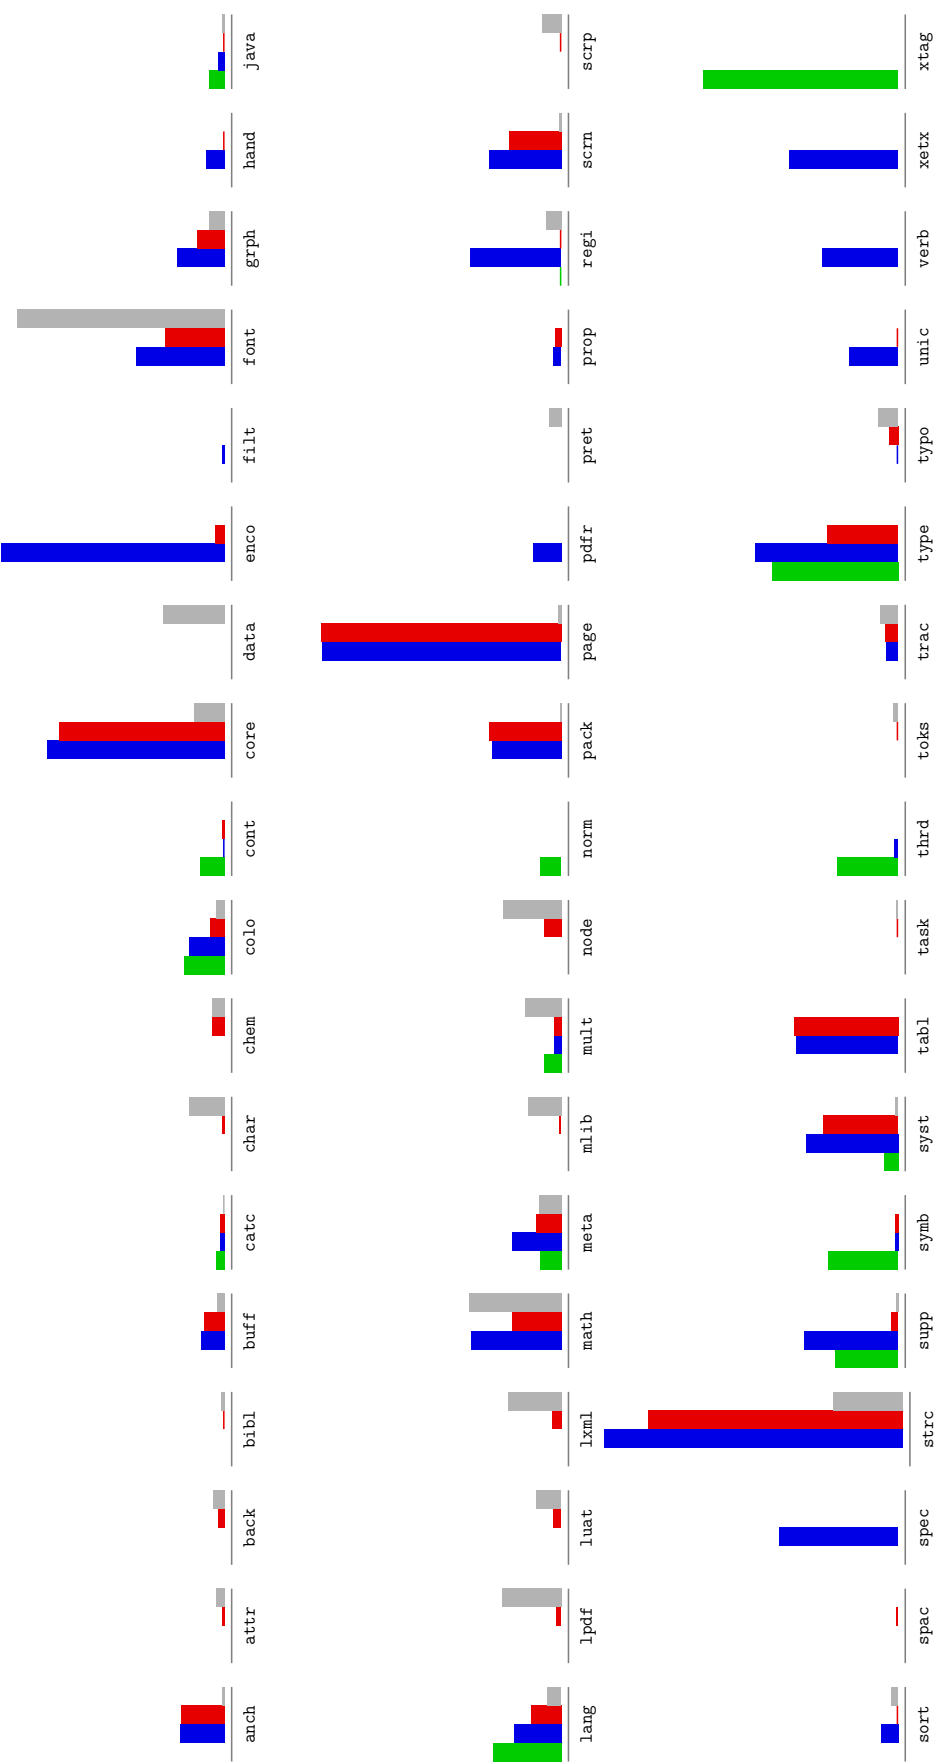 anch attr back bibl buff catc char chem colo cont core data enco filt font grph hand java
lang lpdf luat lxml math meta mlib mult node norm pack page pdfr pret prop regi scrn scrp
sort spac spec strc supp symb syst tabl task thrd toks trac type typo unic verb xetx xtag